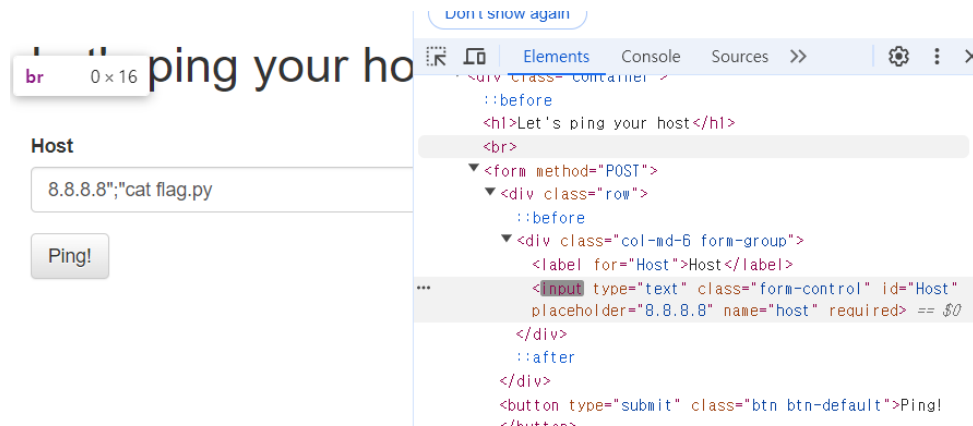 Don't show again
ping your ho
br 0 × 16
Elements Console Sources
<div class="container">
::before
<h1>Let's ping your host</h1>
<br>
<form method="POST">
<div class="row">
::before
<div class="col-md-6 form-group">
<label for="Host">Host</label>
<input type="text" class="form-control" id="Host"
placeholder="8.8.8.8" name="host" required> == $0
</div>
::after
</div>
<button type="submit" class="btn btn-default">Ping!
</button>
Host
8.8.8.8";"cat flag.py
Ping!